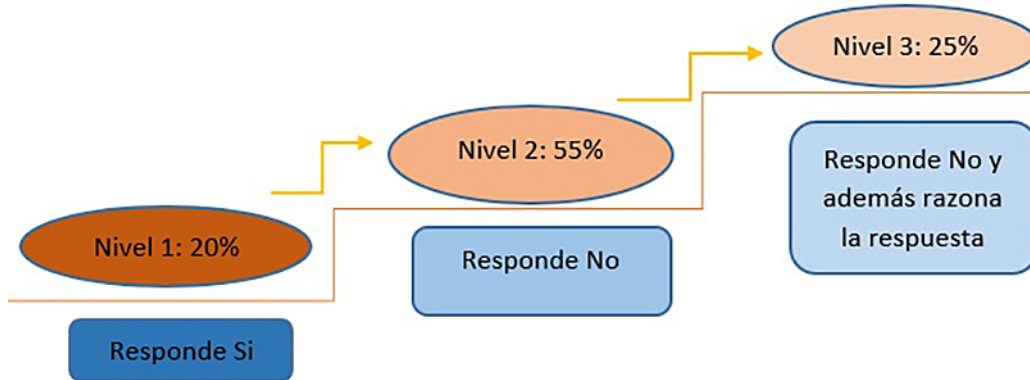 Nivel 1: 20%
Responde Si
Nivel 2: 55%
Responde No
Nivel 3: 25%
Responde No y
además razona
la respuesta